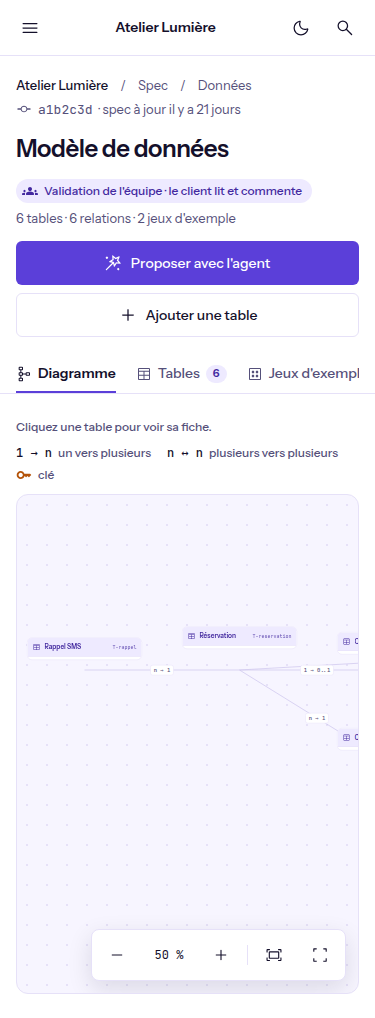 Atelier Lumière
Atelier Lumière / Spec / Données
a1b2c3d · spec à jour il y a 21 jours
Modèle de données
Validation de l'équipe · le client lit et commente
6 tables · 6 relations · 2 jeux d'exemple
Proposer avec l'agent
Ajouter une table
Diagramme Tables 6 Jeux d'exempl
Cliquez une table pour voir sa fiche.
1 → n un vers plusieurs n ↔ n plusieurs vers plusieurs
clé
Réservation T-reservation
Rappel SMS T-rappel
n → 1 1 → 0..1
n → 1
50 %